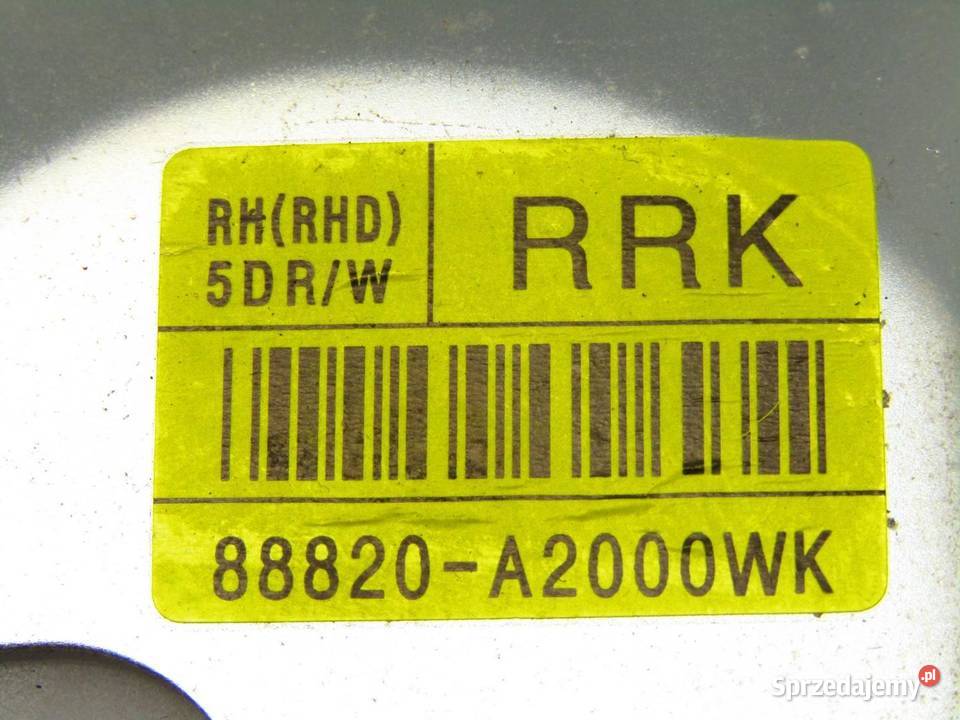 RH(RHD)
5DR/W
RRK
88820-A2000WK
Sprzedajemy.pl